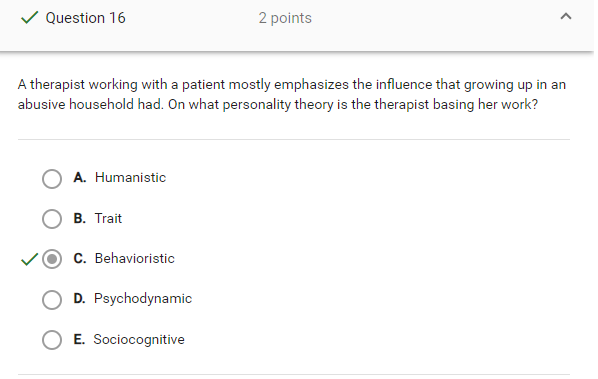 Question 16
2 points
A therapist working with a patient mostly emphasizes the influence that growing up in an
abusive household had. On what personality theory is the therapist basing her work?
A. Humanistic
B. Trait
C. Behavioristic
D. Psychodynamic
E. Sociocognitive